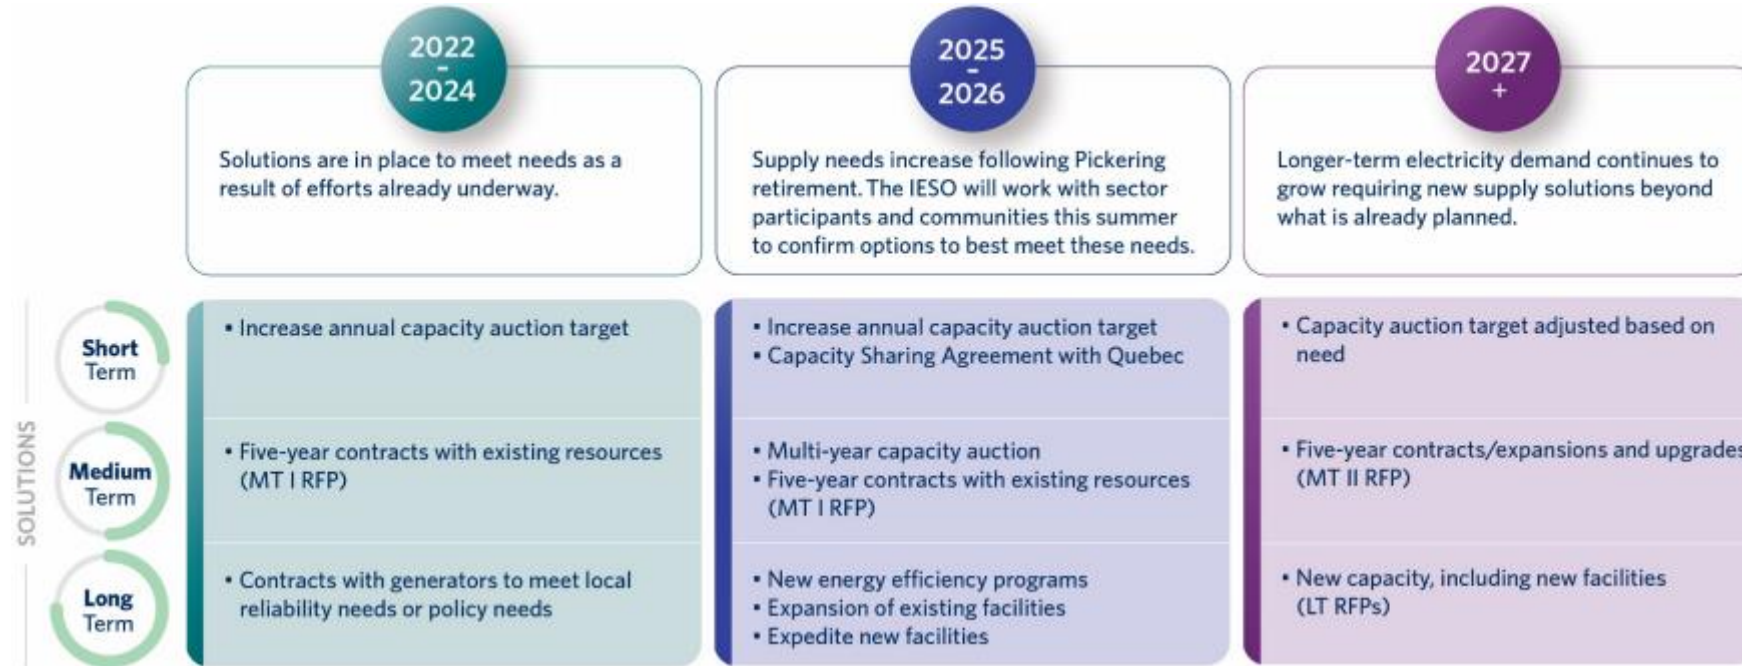 2022
-
2024
Solutions are in place to meet needs as a
result of efforts already underway.
2025
-
2026
Supply needs increase following Pickering
retirement. The IESO will work with sector
participants and communities this summer
to confirm options to best meet these needs.
2027
+
Longer-term electricity demand continues to
grow requiring new supply solutions beyond
what is already planned.
SOLUTIONS
Short
Term
▪ Increase annual capacity auction target
▪ Increase annual capacity auction target
▪ Capacity Sharing Agreement with Quebec
▪ Capacity auction target adjusted based on
need
Medium
Term
▪ Five-year contracts with existing resources
(MT I RFP)
▪ Multi-year capacity auction
▪ Five-year contracts with existing resources
(MT I RFP)
▪ Five-year contracts/expansions and upgrades
(MT II RFP)
Long
Term
▪ Contracts with generators to meet local
reliability needs or policy needs
▪ New energy efficiency programs
▪ Expansion of existing facilities
▪ Expedite new facilities
▪ New capacity, including new facilities
(LT RFPs)